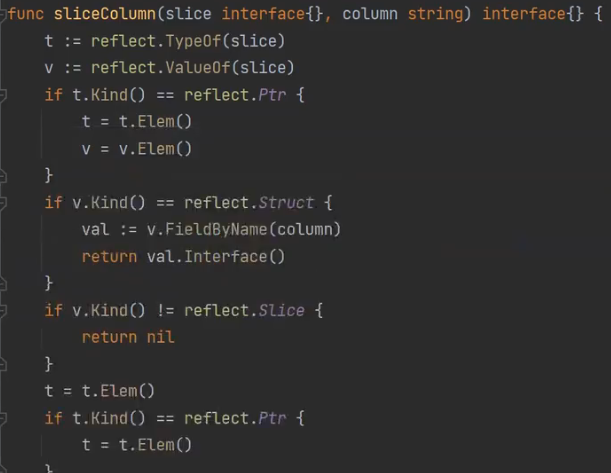 func sliceColumn(slice interface{}, column string) interface{} {
    t := reflect.TypeOf(slice)
    v := reflect.ValueOf(slice)
    if t.Kind() == reflect.Ptr {
        t = t.Elem()
        v = v.Elem()
    }
    if v.Kind() == reflect.Struct {
        val := v.FieldByName(column)
        return val.Interface()
    }
    if v.Kind() != reflect.Slice {
        return nil
    }
    t = t.Elem()
    if t.Kind() == reflect.Ptr {
        t = t.Elem()
    }